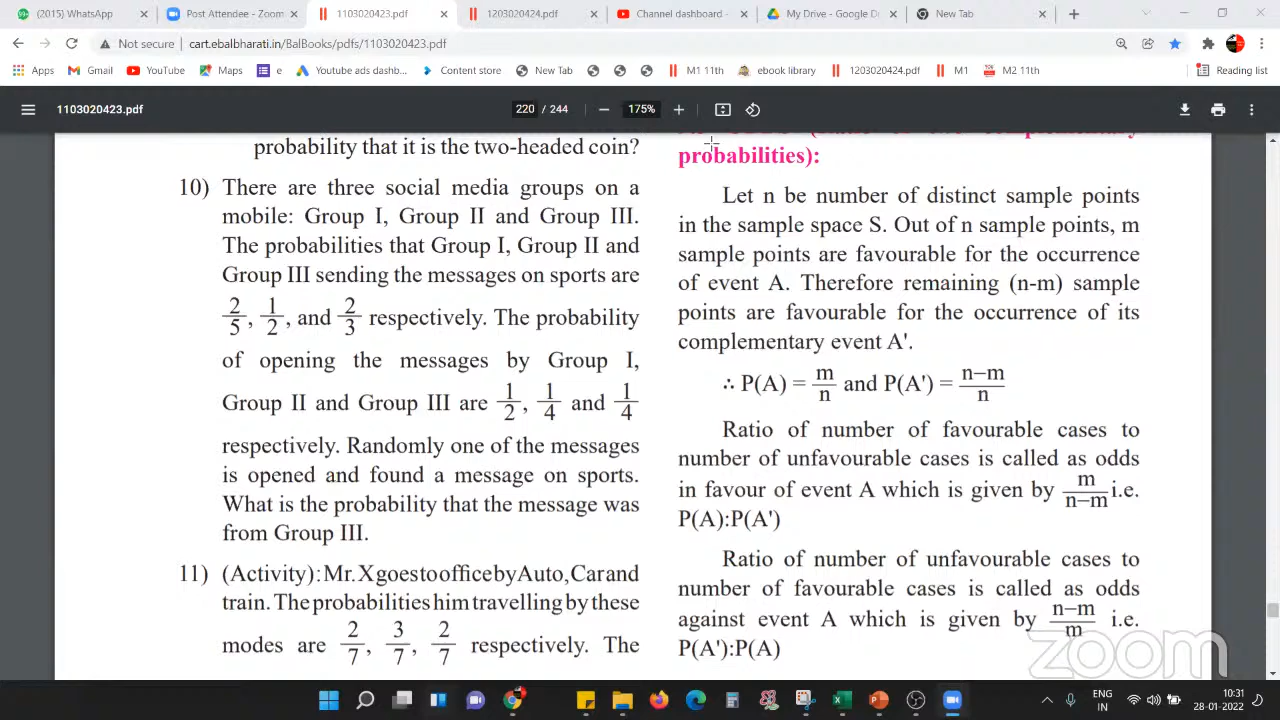 (2015) WhatsApp
Post Attendee - Zoom
1103020423.pdf
1203020424.pdf
Channel dashboard -
My Drive - Google D
New Tab
Not secure
cart.ebalbharati.in/BalBooks/pdfs/1103020423.pdf
Apps
Gmail
YouTube
Maps
e
Youtube ads dashb...
Content store
New Tab
M1 11th
ebook library
1203020424.pdf
M1
M2 11th
Reading list
1103020423.pdf
220 / 244
175%
probability that it is the two-headed coin?
10) There are three social media groups on a
mobile: Group I, Group II and Group III.
The probabilities that Group I, Group II and
Group III sending the messages on sports are
2/5, 1/2, and 2/3 respectively. The probability
of opening the messages by Group I,
Group II and Group III are 1/2, 1/4 and 1/4
respectively. Randomly one of the messages
is opened and found a message on sports.
What is the probability that the message was
from Group III.
11) (Activity): Mr. X goes to office by Auto, Car and
train. The probabilities him travelling by these
modes are 2/7, 3/7, 2/7 respectively. The
probabilities):
Let n be number of distinct sample points
in the sample space S. Out of n sample points, m
sample points are favourable for the occurrence
of event A. Therefore remaining (n-m) sample
points are favourable for the occurrence of its
complementary event A'.
∴ P(A) = m/n and P(A') = n–m/n
Ratio of number of favourable cases to
number of unfavourable cases is called as odds
in favour of event A which is given by m/n–m i.e.
P(A):P(A')
Ratio of number of unfavourable cases to
number of favourable cases is called as odds
against event A which is given by n–m/m i.e.
P(A'):P(A)
zoom
ENG
IN
10:31
28-01-2022